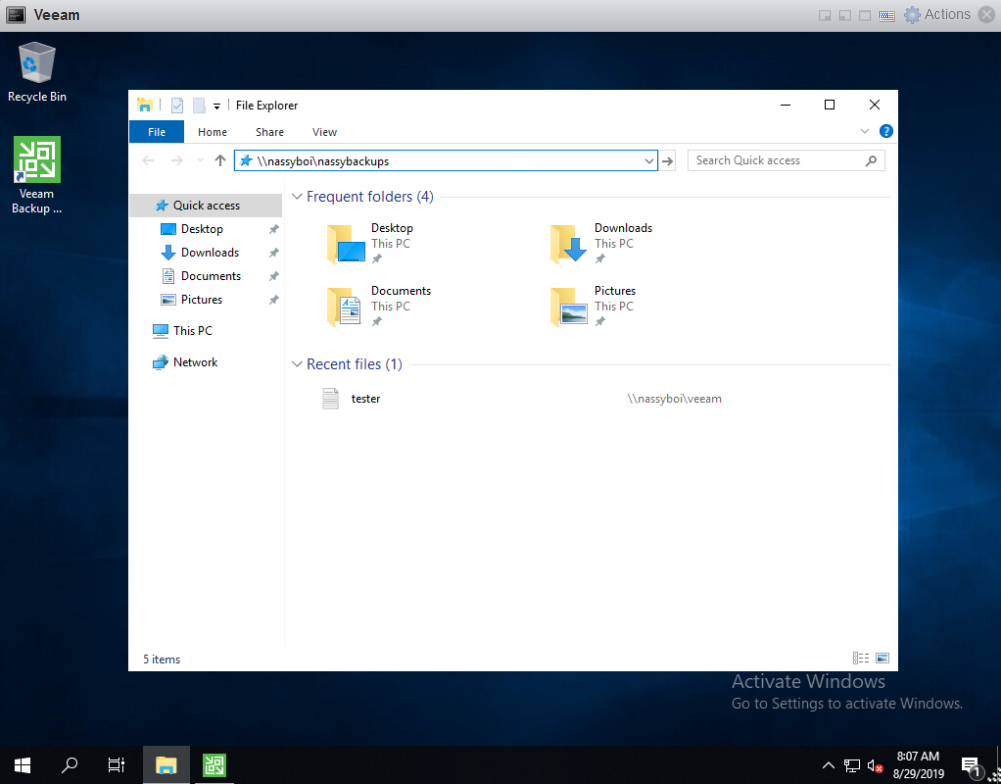 Veeam
Actions
Recycle Bin
Veeam
Backup ...
File Explorer
File
Home
Share
View
?
\\nassyboi\nassybackups
Search Quick access
Quick access
Desktop
Downloads
Documents
Pictures
This PC
Network
Frequent folders (4)
Desktop
This PC
Downloads
This PC
Documents
This PC
Pictures
This PC
Recent files (1)
tester
\\nassyboi\veeam
5 items
Activate Windows
Go to Settings to activate Windows.
8:07 AM
8/29/2019
1